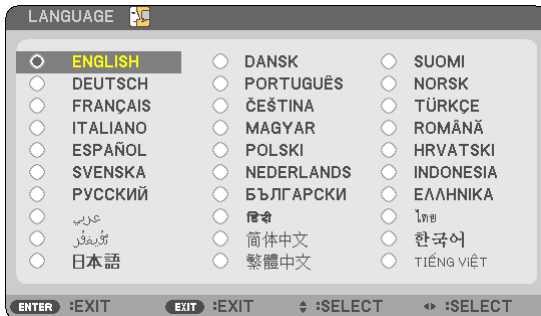 LANGUAGE
ENGLISH DANSK SUOMI
DEUTSCH PORTUGUÊS NORSK
FRANÇAIS ČEŠTINA TÜRKÇE
ITALIANO MAGYAR ROMÂNĂ
ESPAÑOL POLSKI HRVATSKI
SVENSKA NEDERLANDS INDONESIA
РУССКИЙ БЪЛГАРСКИ ΕΛΛΗΝΙΚΑ
عربي हिंदी ไทย
ئۇيغۇر 简体中文 한국어
日本語 繁體中文 TIẾNG VIỆT
ENTER :EXIT EXIT :EXIT :SELECT :SELECT